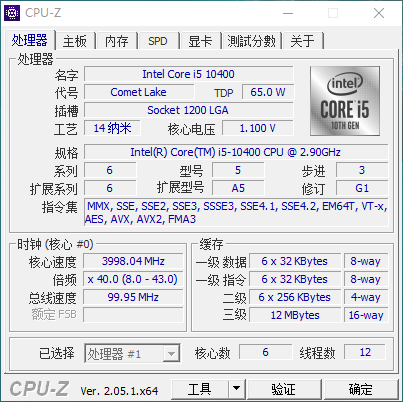 CPU-Z
处理器 主板 内存 SPD 显卡 測試分數 关于
处理器
名字 Intel Core i5 10400
代号 Comet Lake TDP 65.0 W
插槽 Socket 1200 LGA
工艺 14 纳米 核心电压 1.100 V
intel
CORE i5
10TH GEN
规格 Intel(R) Core(TM) i5-10400 CPU @ 2.90GHz
系列 6 型号 5 步进 3
扩展系列 6 扩展型号 A5 修订 G1
指令集 MMX, SSE, SSE2, SSE3, SSSE3, SSE4.1, SSE4.2, EM64T, VT-x,
AES, AVX, AVX2, FMA3
时钟 (核心 #0) 缓存
核心速度 3998.04 MHz 一级 数据 6 x 32 KBytes 8-way
倍频 x 40.0 (8.0 - 43.0) 一级 指令 6 x 32 KBytes 8-way
总线速度 99.95 MHz 二级 6 x 256 KBytes 4-way
额定 FSB 三级 12 MBytes 16-way
已选择 处理器 #1 核心数 6 线程数 12
CPU-Z Ver. 2.05.1.x64 工具 验证 确定